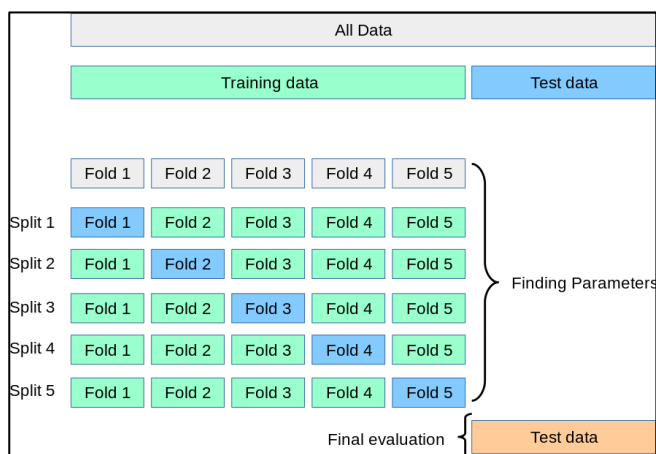 All Data
Training data Test data
Fold 1 Fold 2 Fold 3 Fold 4 Fold 5
Split 1 Fold 1 Fold 2 Fold 3 Fold 4 Fold 5
Split 2 Fold 1 Fold 2 Fold 3 Fold 4 Fold 5
Finding Parameters
Split 3 Fold 1 Fold 2 Fold 3 Fold 4 Fold 5
Split 4 Fold 1 Fold 2 Fold 3 Fold 4 Fold 5
Split 5 Fold 1 Fold 2 Fold 3 Fold 4 Fold 5
Final evaluation Test data